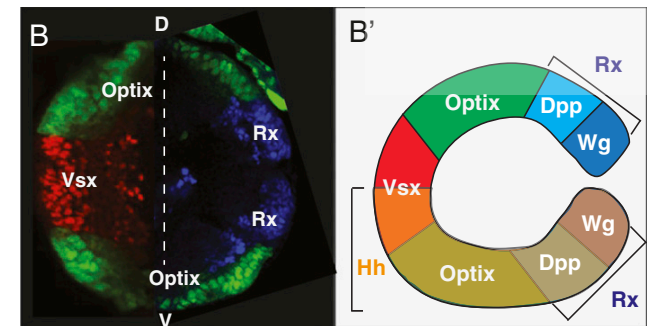 B
D
Optix
Rx
Vsx
Rx
Optix
V
B’
Rx
Optix
Dpp
Wg
Vsx
Wg
Hh
Optix
Dpp
Rx